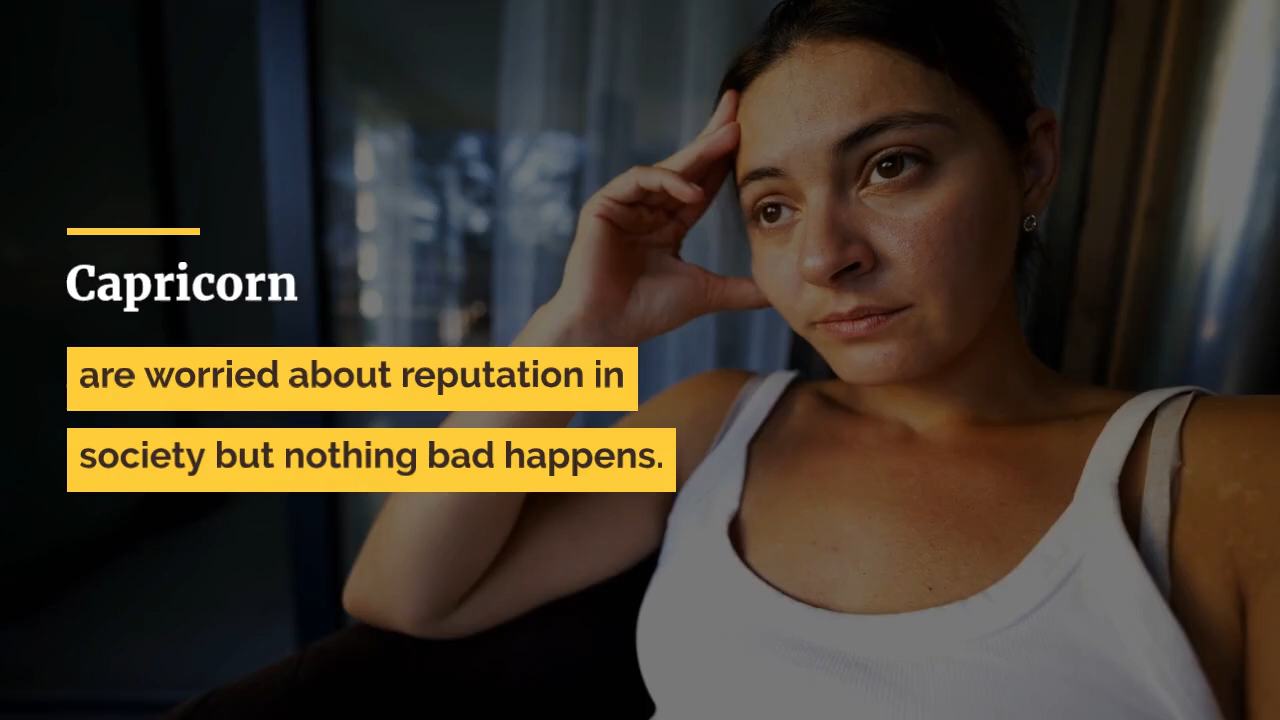 Capricorn
are worried about reputation in
society but nothing bad happens.